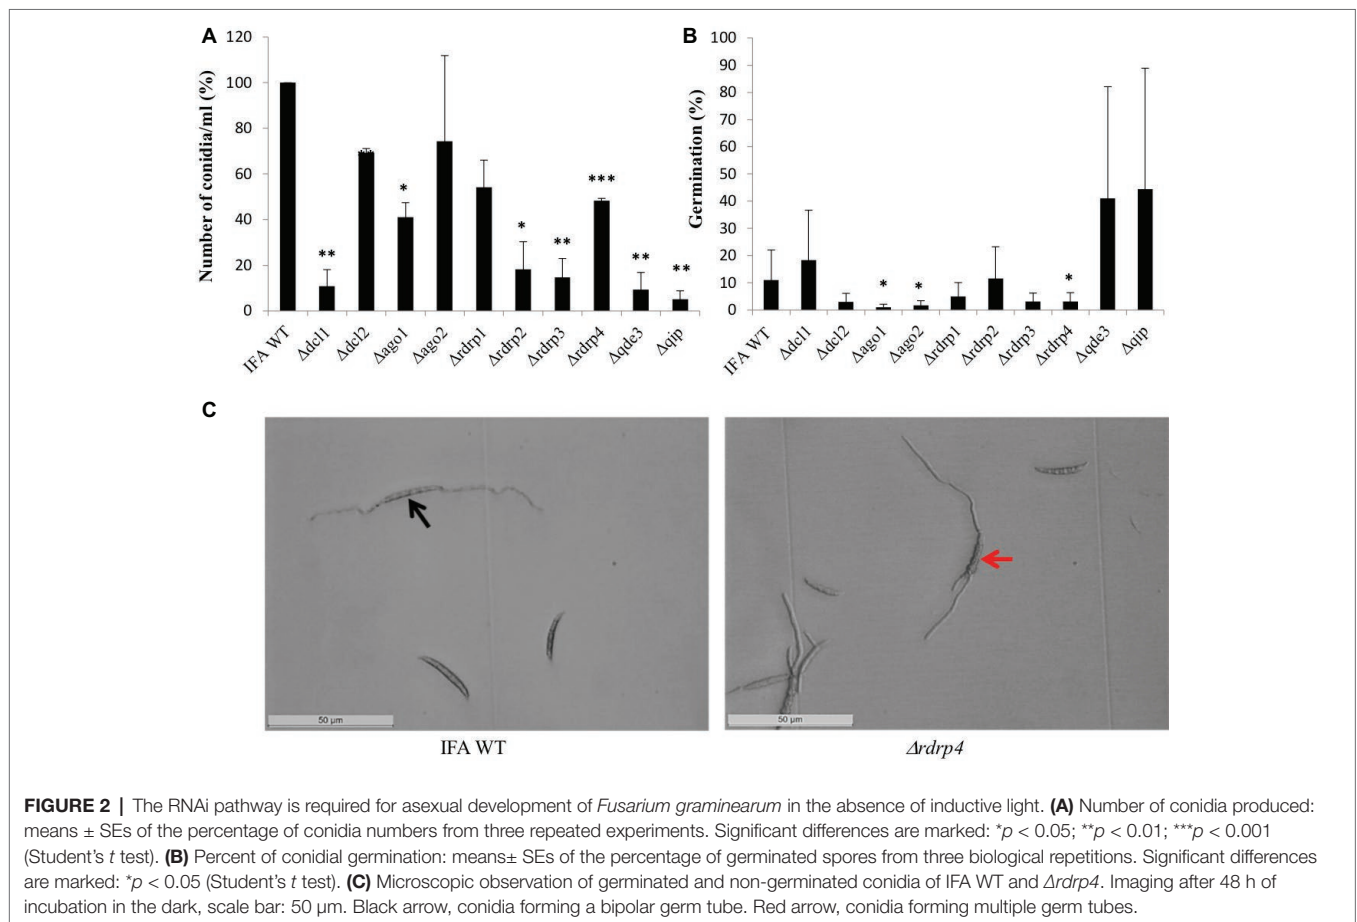 A
Number of conidia/ml (%)
120
100
80
60
40
20
0
**
*
*
**
***
**
**
IFA WT
Δdcl1
Δdcl2
Δago1
Δago2
Δrdrp1
Δrdrp2
Δrdrp3
Δrdrp4
Δqde3
Δqip
B
Germination (%)
100
90
80
70
60
50
40
30
20
10
0
*
*
*
IFA WT
Δdcl1
Δdcl2
Δago1
Δago2
Δrdrp1
Δrdrp2
Δrdrp3
Δrdrp4
Δqde3
Δqip
C
50 μm
50 μm
IFA WT
Δrdrp4
FIGURE 2 | The RNAi pathway is required for asexual development of Fusarium graminearum in the absence of inductive light. (A) Number of conidia produced:
means ± SEs of the percentage of conidia numbers from three repeated experiments. Significant differences are marked: *p < 0.05; **p < 0.01; ***p < 0.001
(Student's t test). (B) Percent of conidial germination: means± SEs of the percentage of germinated spores from three biological repetitions. Significant differences
are marked: *p < 0.05 (Student's t test). (C) Microscopic observation of germinated and non-germinated conidia of IFA WT and Δrdrp4. Imaging after 48 h of
incubation in the dark, scale bar: 50 μm. Black arrow, conidia forming a bipolar germ tube. Red arrow, conidia forming multiple germ tubes.